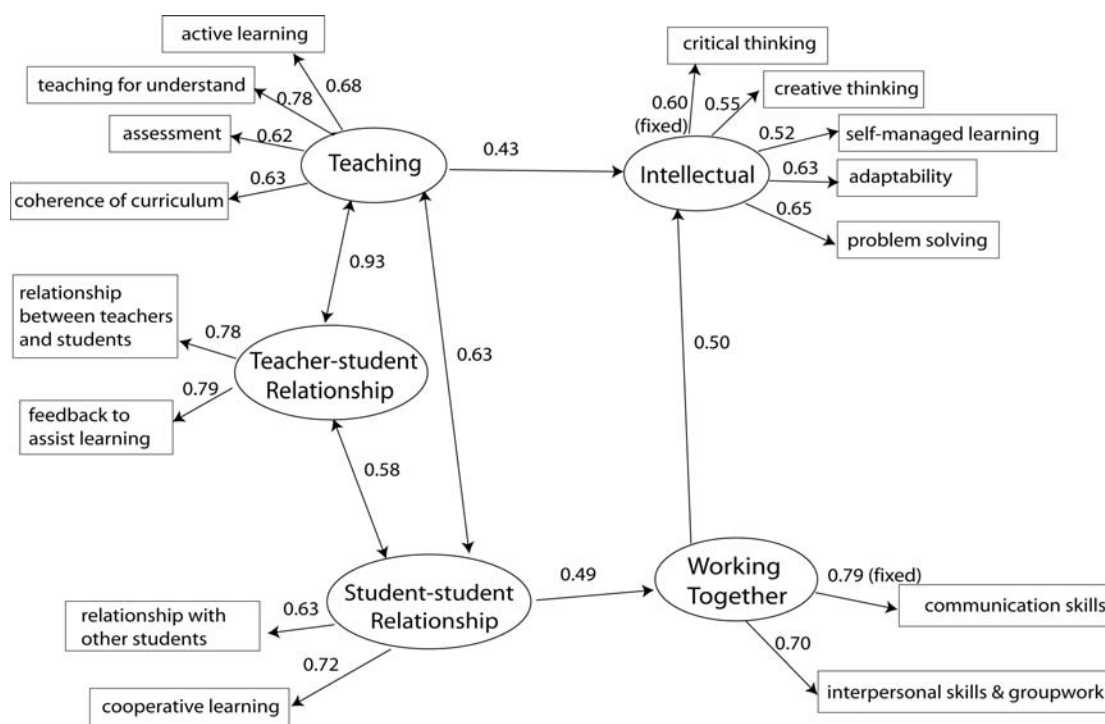 active learning
critical thinking
teaching for understand
0.68
0.78
0.60
(fixed)
0.55
creative thinking
assessment
0.62
Teaching
0.43
0.52
self-managed learning
Intellectual
0.63
adaptability
coherence of curriculum
0.63
0.65
problem solving
0.93
relationship
between teachers
and students
0.78
0.63
0.50
Teacher-student
Relationship
0.79
feedback to
assist learning
0.58
Student-student
Relationship
0.49
Working
Together
0.79 (fixed)
communication skills
relationship with
other students
0.63
0.70
0.72
cooperative learning
interpersonal skills & groupwork